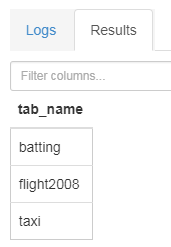 Logs Results
Filter columns...
tab_name
batting
flight2008
taxi